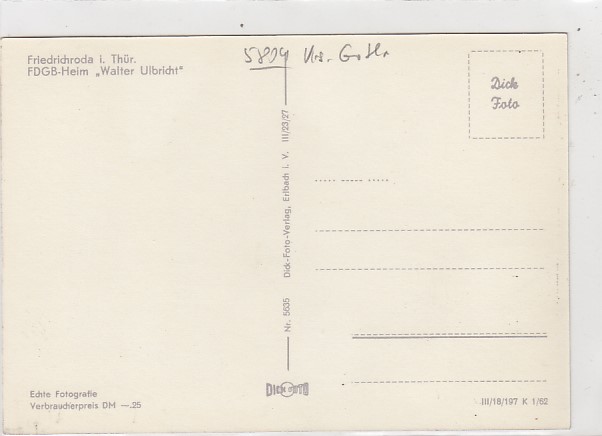 Friedrichroda i. Thür.
FDGB-Heim „Walter Ulbricht"
5804 Krs. Goth.
Dick
Foto
Nr. 5635 Dick-Foto-Verlag, Erlbach i. V. III/23/27
DICK FOTO
Echte Fotografie
Verbraucherpreis DM —.25
III/18/197 K 1/62